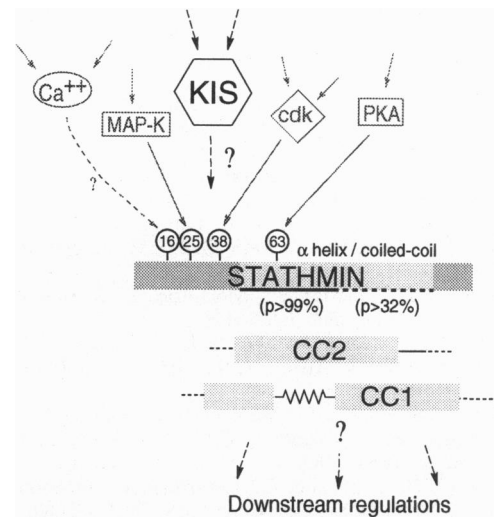 KIS
Ca++
MAP-K
cdk
PKA
?
?
16 25 38 63
α helix / coiled-coil
STATHMIN
(p>99%) (p>32%)
CC2
CC1
?
Downstream regulations